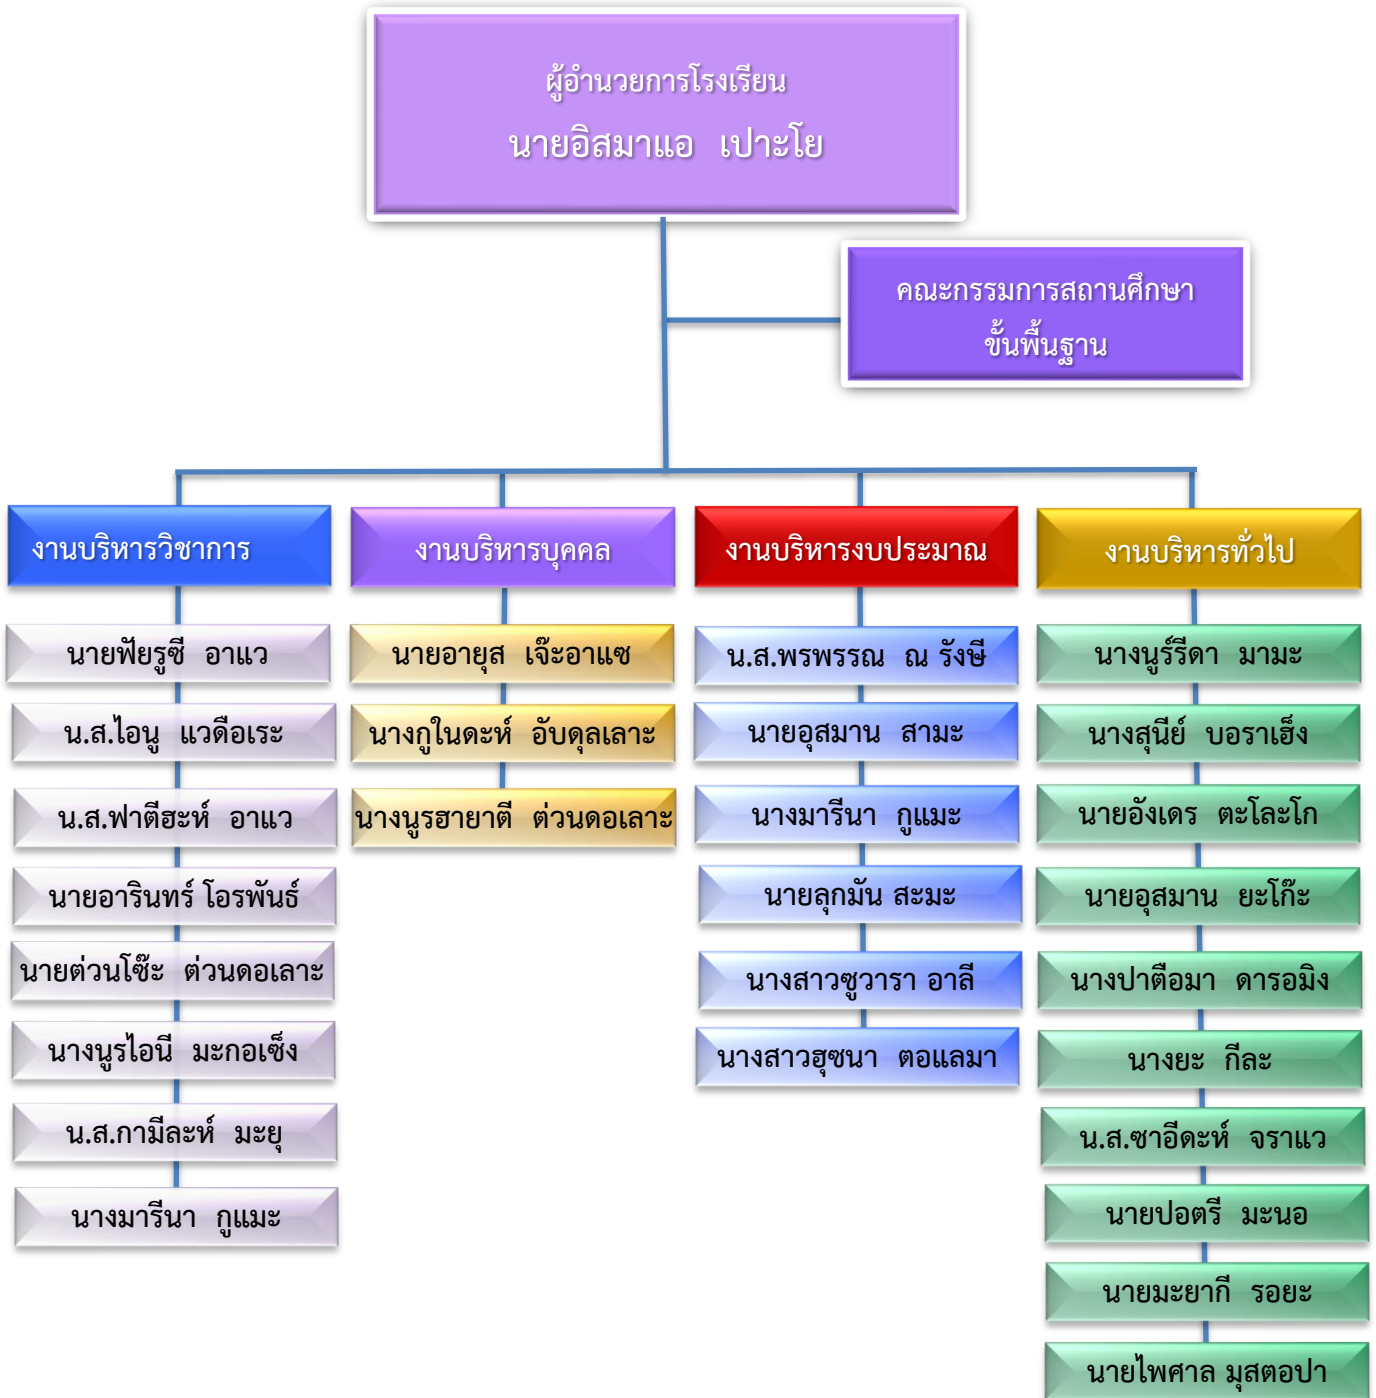 ผู้อำนวยการโรงเรียน
นายอิสมาแอ เปาะโย
คณะกรรมการสถานศึกษา
ขั้นพื้นฐาน
งานบริหารวิชาการ
นายฟัยรูซี อาแว
น.ส.ไอนู แวดือเระ
น.ส.ฟาตีฮะห์ อาแว
นายอารินทร์ โอรพันธ์
นายต่วนโซ๊ะ ต่วนดอเลาะ
นางนูรไอนี มะกอเซ็ง
น.ส.กามีละห์ มะยุ
นางมารีนา กูแมะ
งานบริหารบุคคล
นายอายุส เจ๊ะอาแซ
นางกูในดะห์ อับดุลเลาะ
นางนูรฮายาตี ต่วนดอเลาะ
งานบริหารงบประมาณ
น.ส.พรพรรณ ณ รังษี
นายอุสมาน สามะ
นางมารีนา กูแมะ
นายลุกมัน สะมะ
นางสาวซูวารา อาลี
นางสาวฮุซนา ตอแลมา
งานบริหารทั่วไป
นางนูร์รีดา มามะ
นางสุนีย์ บอราเฮ็ง
นายอังเดร ตะโละโก
นายอุสมาน ยะโก๊ะ
นางปาตือมา ดารอมิง
นางยะ กีละ
น.ส.ซาอีดะห์ จราแว
นายปอตรี มะนอ
นายมะยากี รอยะ
นายไพศาล มุสตอปา